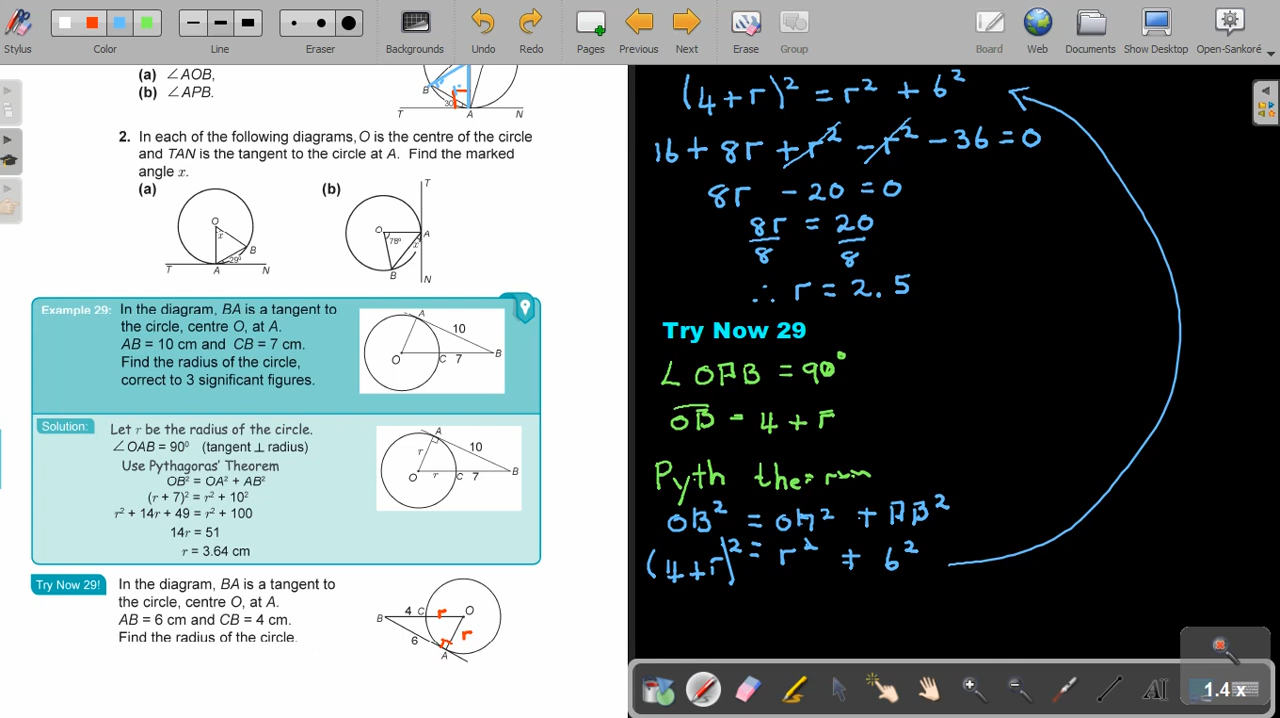 Stylus
Color
Line
Eraser
Backgrounds
Undo
Redo
Pages
Previous
Next
Erase
Group
Board
Web
Documents
Show Desktop
Open-Sankoré
(a) ∠AOB,
(b) ∠APB.
B
30
T
A
N
2. In each of the following diagrams, O is the centre of the circle
and TAN is the tangent to the circle at A. Find the marked
angle x.
(a)
O
x
B
29°
T
A
N
(b)
T
O
78°
A
x
B
N
Example 29:
In the diagram, BA is a tangent to
the circle, centre O, at A.
AB = 10 cm and CB = 7 cm.
Find the radius of the circle,
correct to 3 significant figures.
A
10
O
C
7
B
Solution:
Let r be the radius of the circle.
∠OAB = 90° (tangent ⊥ radius)
Use Pythagoras' Theorem
OB² = OA² + AB²
(r + 7)² = r² + 10²
r² + 14r + 49 = r² + 100
14r = 51
r = 3.64 cm
A
r
10
O
r
C
7
B
Try Now 29!
In the diagram, BA is a tangent to
the circle, centre O, at A.
AB = 6 cm and CB = 4 cm.
Find the radius of the circle.
4
C
r
O
B
6
r
A
(4+r)² = r² + 6²
16 + 8r + r² - r² - 36 = 0
8r - 20 = 0
8r = 20
8 8
∴ r = 2.5
Try Now 29
∠OAB = 90°
OB = 4 + r
OB² = OA² + AB²
(4+r)² = r² + 6²
1.4 x